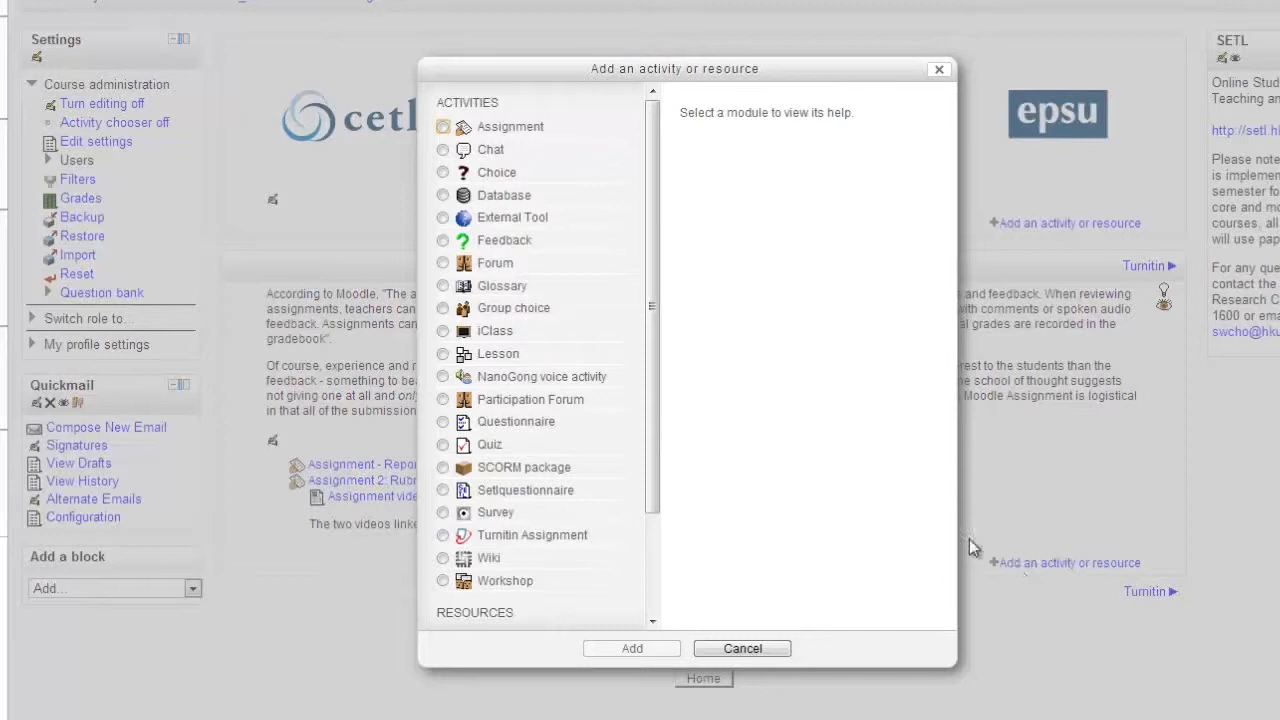 Settings
Course administration
Turn editing off
Activity chooser off
Edit settings
Users
Filters
Grades
Backup
Restore
Import
Reset
Question bank
Switch role to...
My profile settings
Quickmail
Compose New Email
Signatures
View Drafts
View History
Alternate Emails
Configuration
Add a block
Add...
cetl
According to Moodle, "The a
assignments, teachers can
feedback. Assignments can
gradebook".
Of course, experience and r
feedback - something to be
not giving one at all and only
in that all of the submission
Assignment - Repor
Assignment 2: Rubr
Assignment vide
The two videos linke
Add an activity or resource
ACTIVITIES
Assignment
Chat
Choice
Database
External Tool
Feedback
Forum
Glossary
Group choice
iClass
Lesson
NanoGong voice activity
Participation Forum
Questionnaire
Quiz
SCORM package
Setlquestionnaire
Survey
Turnitin Assignment
Wiki
Workshop
RESOURCES
Select a module to view its help.
Add
Cancel
Home
epsu
Add an activity or resource
Turnitin
and feedback. When reviewing
with comments or spoken audio
al grades are recorded in the
rest to the students than the
he school of thought suggests
Moodle Assignment is logistical
Add an activity or resource
Turnitin
SETL
Online Stud
Teaching an
http://setl.hk
Please note
is implemen
semester fo
core and mo
courses, all
will use pap
For any que
contact the
Research C
1600 or ema
swcho@hku